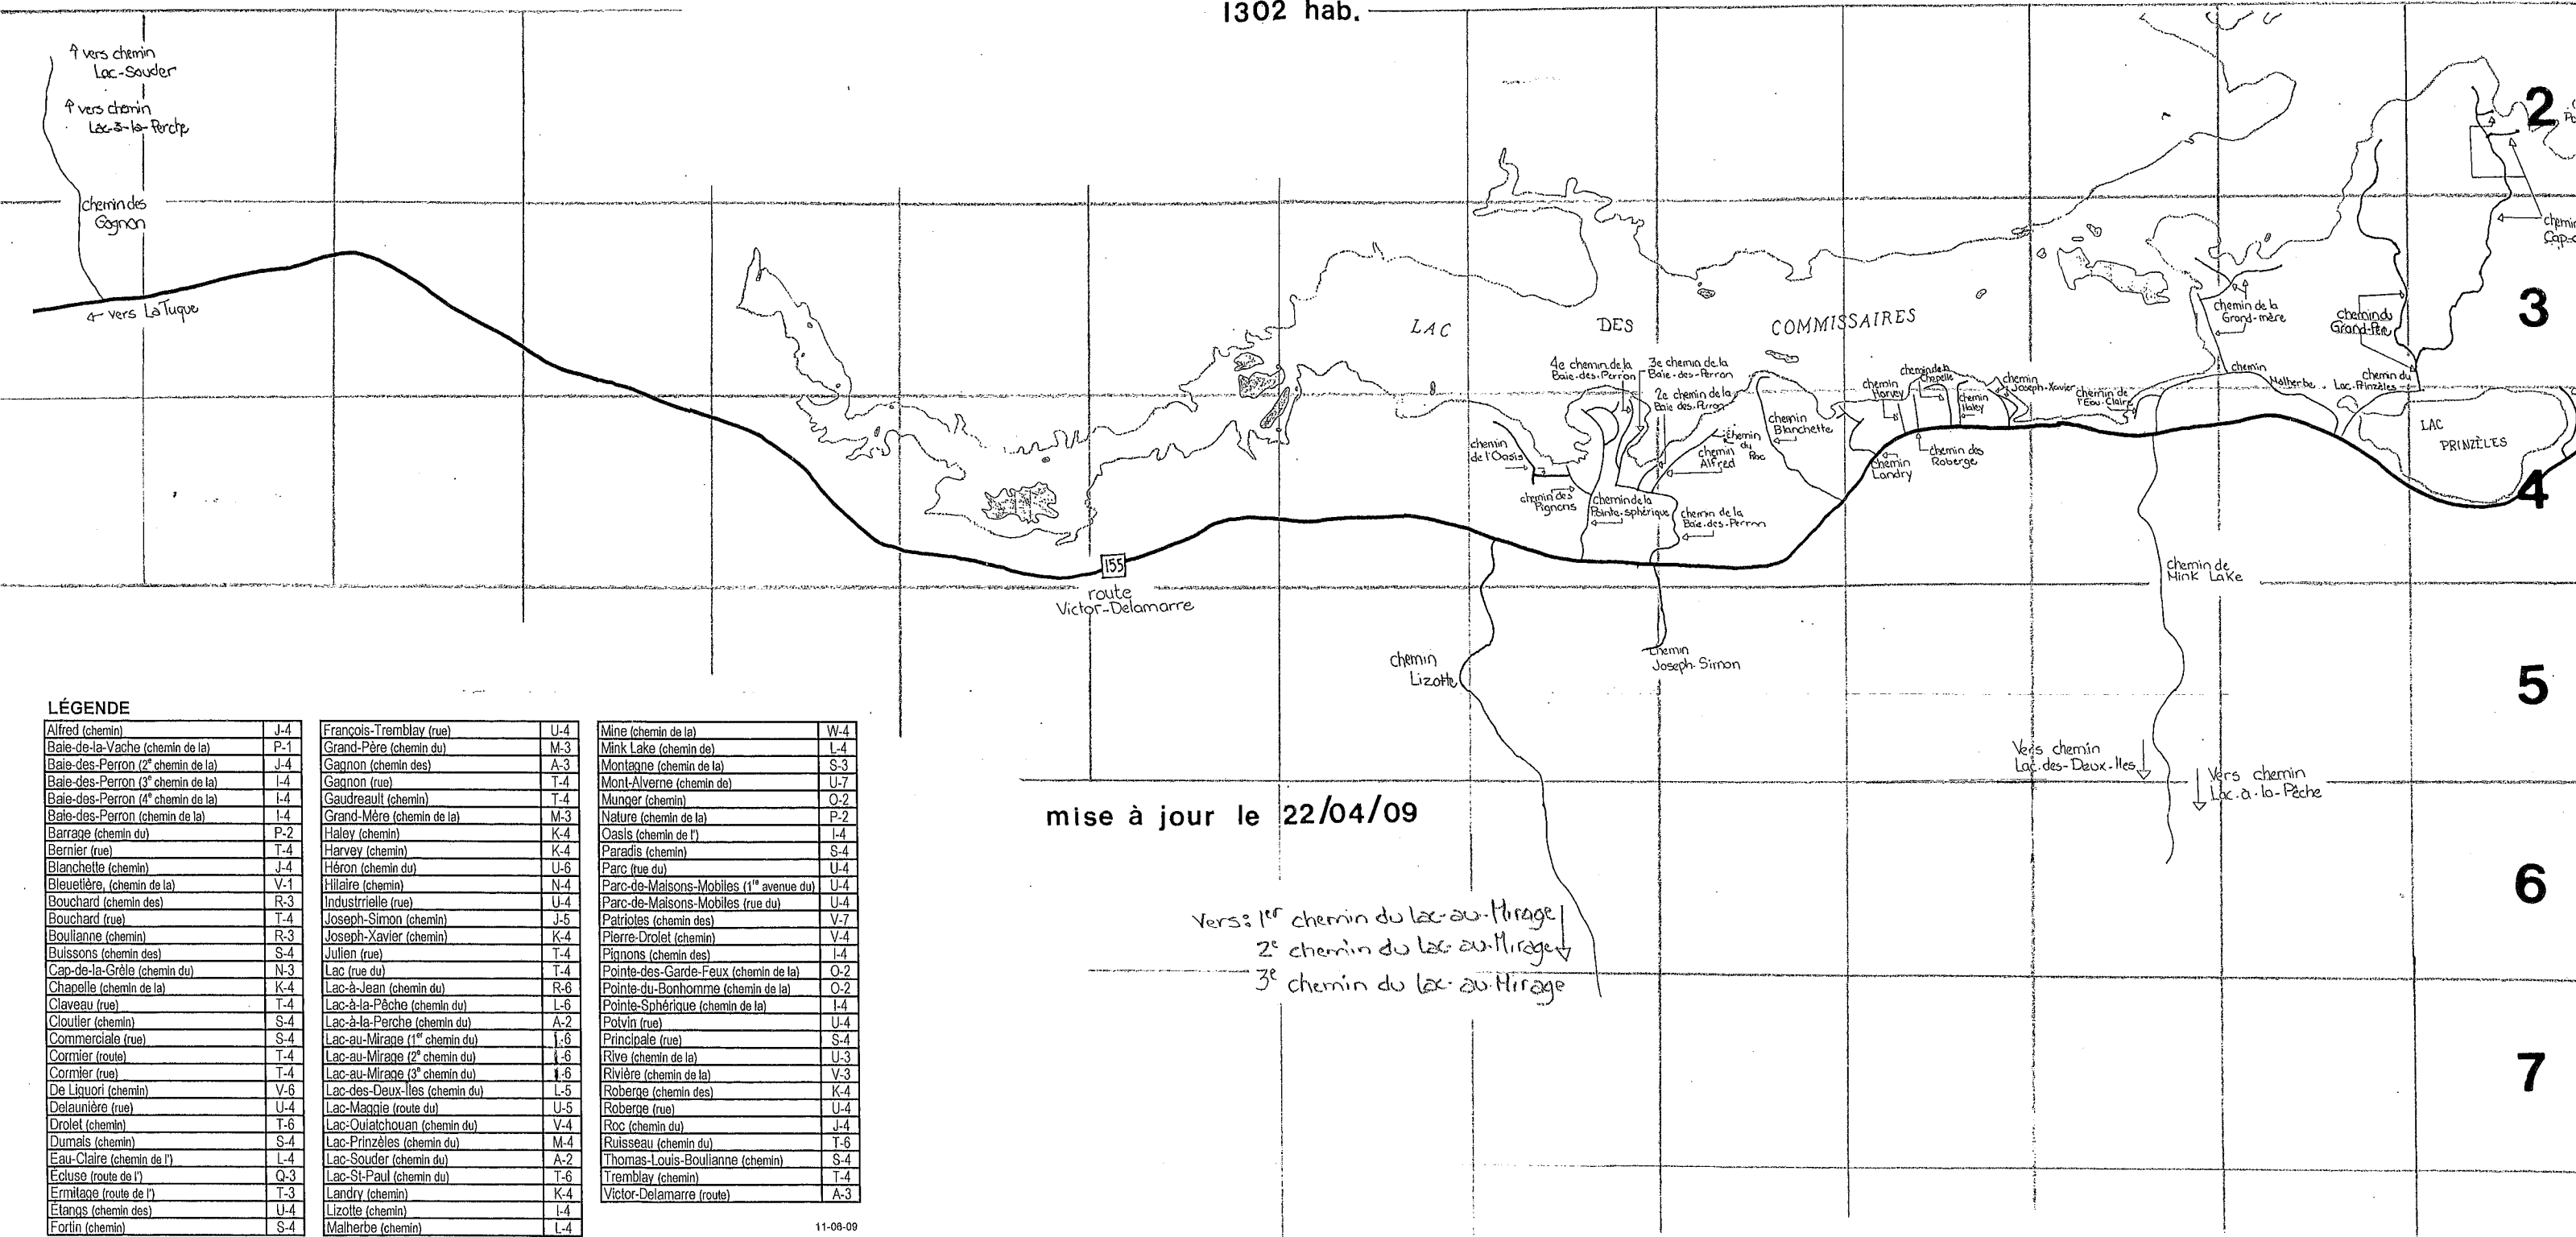 1302 hab.
vers chemin
Lac-Souder
vers chemin
Lac-à-la-Perche
chemin des
Gagnon
vers La Tuque
155
route
Victor-Delamarre
LAC DES COMMISSAIRES
4e chemin de la
Baie-des-Perron
3e chemin de la
Baie-des-Perron
2e chemin de la
Baie des Perron
chemin
de l'Oasis
chemin des
Pignons
chemin de la
Pointe-sphérique
chemin de la
Baie-des-Perron
chemin
Alfred
chemin
du
Roc
chemin
Blanchette
chemin
Harvey
chemin de la
Chapelle
chemin
Haley
chemin
Joseph-Xavier
chemin
Landry
chemin des
Roberge
chemin de
l'Eau-Claire
chemin de la
Grand-mère
chemin
Malherbe
chemin du
Grand-Père
chemin du
Lac-Prinzèles
LAC
PRINZÈLES
chemin de
Mink Lake
chemin
Lizotte
chemin
Joseph-Simon
Vers chemin
Lac-des-Deux-Iles
Vers chemin
Lac-à-la-Pêche
2
3
4
5
6
7
mise à jour le 22/04/09
Vers: 1er chemin du lac-au-Mirage
2e chemin du lac-au-Mirage
3e chemin du lac-au-Mirage
LÉGENDE
Alfred (chemin) J-4
Baie-de-la-Vache (chemin de la) P-1
Baie-des-Perron (2e chemin de la) J-4
Baie-des-Perron (3e chemin de la) I-4
Baie-des-Perron (4e chemin de la) I-4
Baie-des-Perron (chemin de la) I-4
Barrage (chemin du) P-2
Bernier (rue) T-4
Blanchette (chemin) J-4
Bleuetière, (chemin de la) V-1
Bouchard (chemin des) R-3
Bouchard (rue) T-4
Boulianne (chemin) R-3
Buissons (chemin des) S-4
Cap-de-la-Grêle (chemin du) N-3
Chapelle (chemin de la) K-4
Claveau (rue) T-4
Cloutier (chemin) S-4
Commerciale (rue) S-4
Cormier (route) T-4
Cormier (rue) T-4
De Liguori (chemin) V-6
Delaunière (rue) U-4
Drolet (chemin) T-6
Dumais (chemin) S-4
Eau-Claire (chemin de l') L-4
Écluse (route de l') Q-3
Ermitage (route de l') T-3
Étangs (chemin des) U-4
Fortin (chemin) S-4
François-Tremblay (rue) U-4
Grand-Père (chemin du) M-3
Gagnon (chemin des) A-3
Gagnon (rue) T-4
Gaudreault (chemin) T-4
Grand-Mère (chemin de la) M-3
Haley (chemin) K-4
Harvey (chemin) K-4
Héron (chemin du) U-6
Hilaire (chemin) N-4
Industrrielle (rue) U-4
Joseph-Simon (chemin) J-5
Joseph-Xavier (chemin) K-4
Julien (rue) T-4
Lac (rue du) T-4
Lac-à-Jean (chemin du) R-6
Lac-à-la-Pêche (chemin du) L-6
Lac-à-la-Perche (chemin du) A-2
Lac-au-Mirage (1er chemin du) I-6
Lac-au-Mirage (2e chemin du) I-6
Lac-au-Mirage (3e chemin du) I-6
Lac-des-Deux-Îles (chemin du) L-5
Lac-Maggie (route du) U-5
Lac-Ouiatchouan (chemin du) V-4
Lac-Prinzèles (chemin du) M-4
Lac-Souder (chemin du) A-2
Lac-St-Paul (chemin du) T-6
Landry (chemin) K-4
Lizotte (chemin) I-4
Malherbe (chemin) L-4
Mine (chemin de la) W-4
Mink Lake (chemin de) L-4
Montagne (chemin de la) S-3
Mont-Alverne (chemin de) U-7
Munger (chemin) O-2
Nature (chemin de la) P-2
Oasis (chemin de l') I-4
Paradis (chemin) S-4
Parc (rue du) U-4
Parc-de-Maisons-Mobiles (1re avenue du) U-4
Parc-de-Maisons-Mobiles (rue du) U-4
Patriotes (chemin des) V-7
Pierre-Drolet (chemin) V-4
Pignons (chemin des) I-4
Pointe-des-Garde-Feux (chemin de la) O-2
Pointe-du-Bonhomme (chemin de la) O-2
Pointe-Sphérique (chemin de la) I-4
Potvin (rue) U-4
Principale (rue) S-4
Rive (chemin de la) U-3
Rivière (chemin de la) V-3
Roberge (chemin des) K-4
Roberge (rue) U-4
Roc (chemin du) J-4
Ruisseau (chemin du) T-6
Thomas-Louis-Boulianne (chemin) S-4
Tremblay (chemin) T-4
Victor-Delamarre (route) A-3
11-06-09